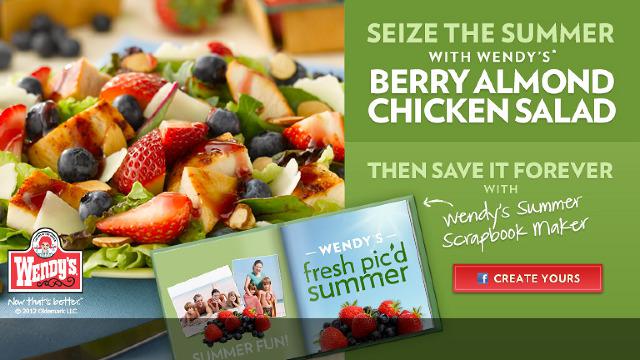 SEIZE THE SUMMER
WITH WENDY'S®
BERRY ALMOND
CHICKEN SALAD
THEN SAVE IT FOREVER
WITH
Wendy's Summer
Scrapbook Maker
f CREATE YOURS
WENDY'S
fresh pic'd
summer
SUMMER FUN!
WENDY'S
Now that's better.™
© 2012 Oldemark LLC.